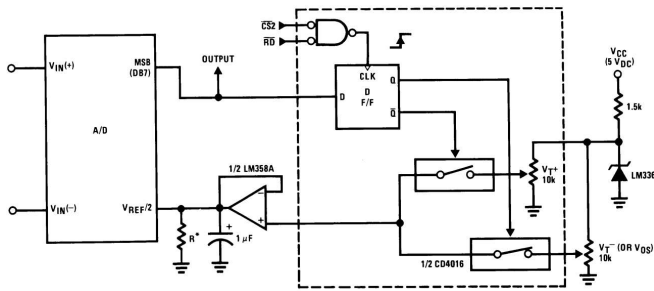 CS2
RD
CLK
D
Q
D
F/F
Q
OUTPUT
VIN(+)
MSB
(DB7)
A/D
VIN(-)
VREF/2
1/2 LM358A
-
+
R*
+
1 μF
VCC
(5 VDC)
1.5k
LM336
VT+
10k
1/2 CD4016
VT- (OR VOS)
10k